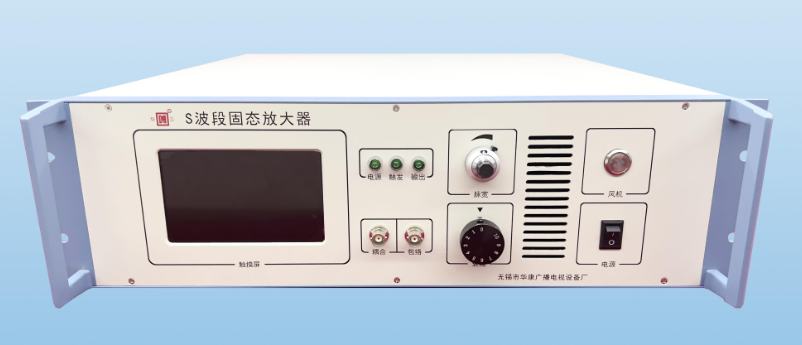 S波段固态放大器
电源 触发 输出
脉宽
风机
耦合 包络
触摸屏
电源
无锡市华康广播电视设备厂